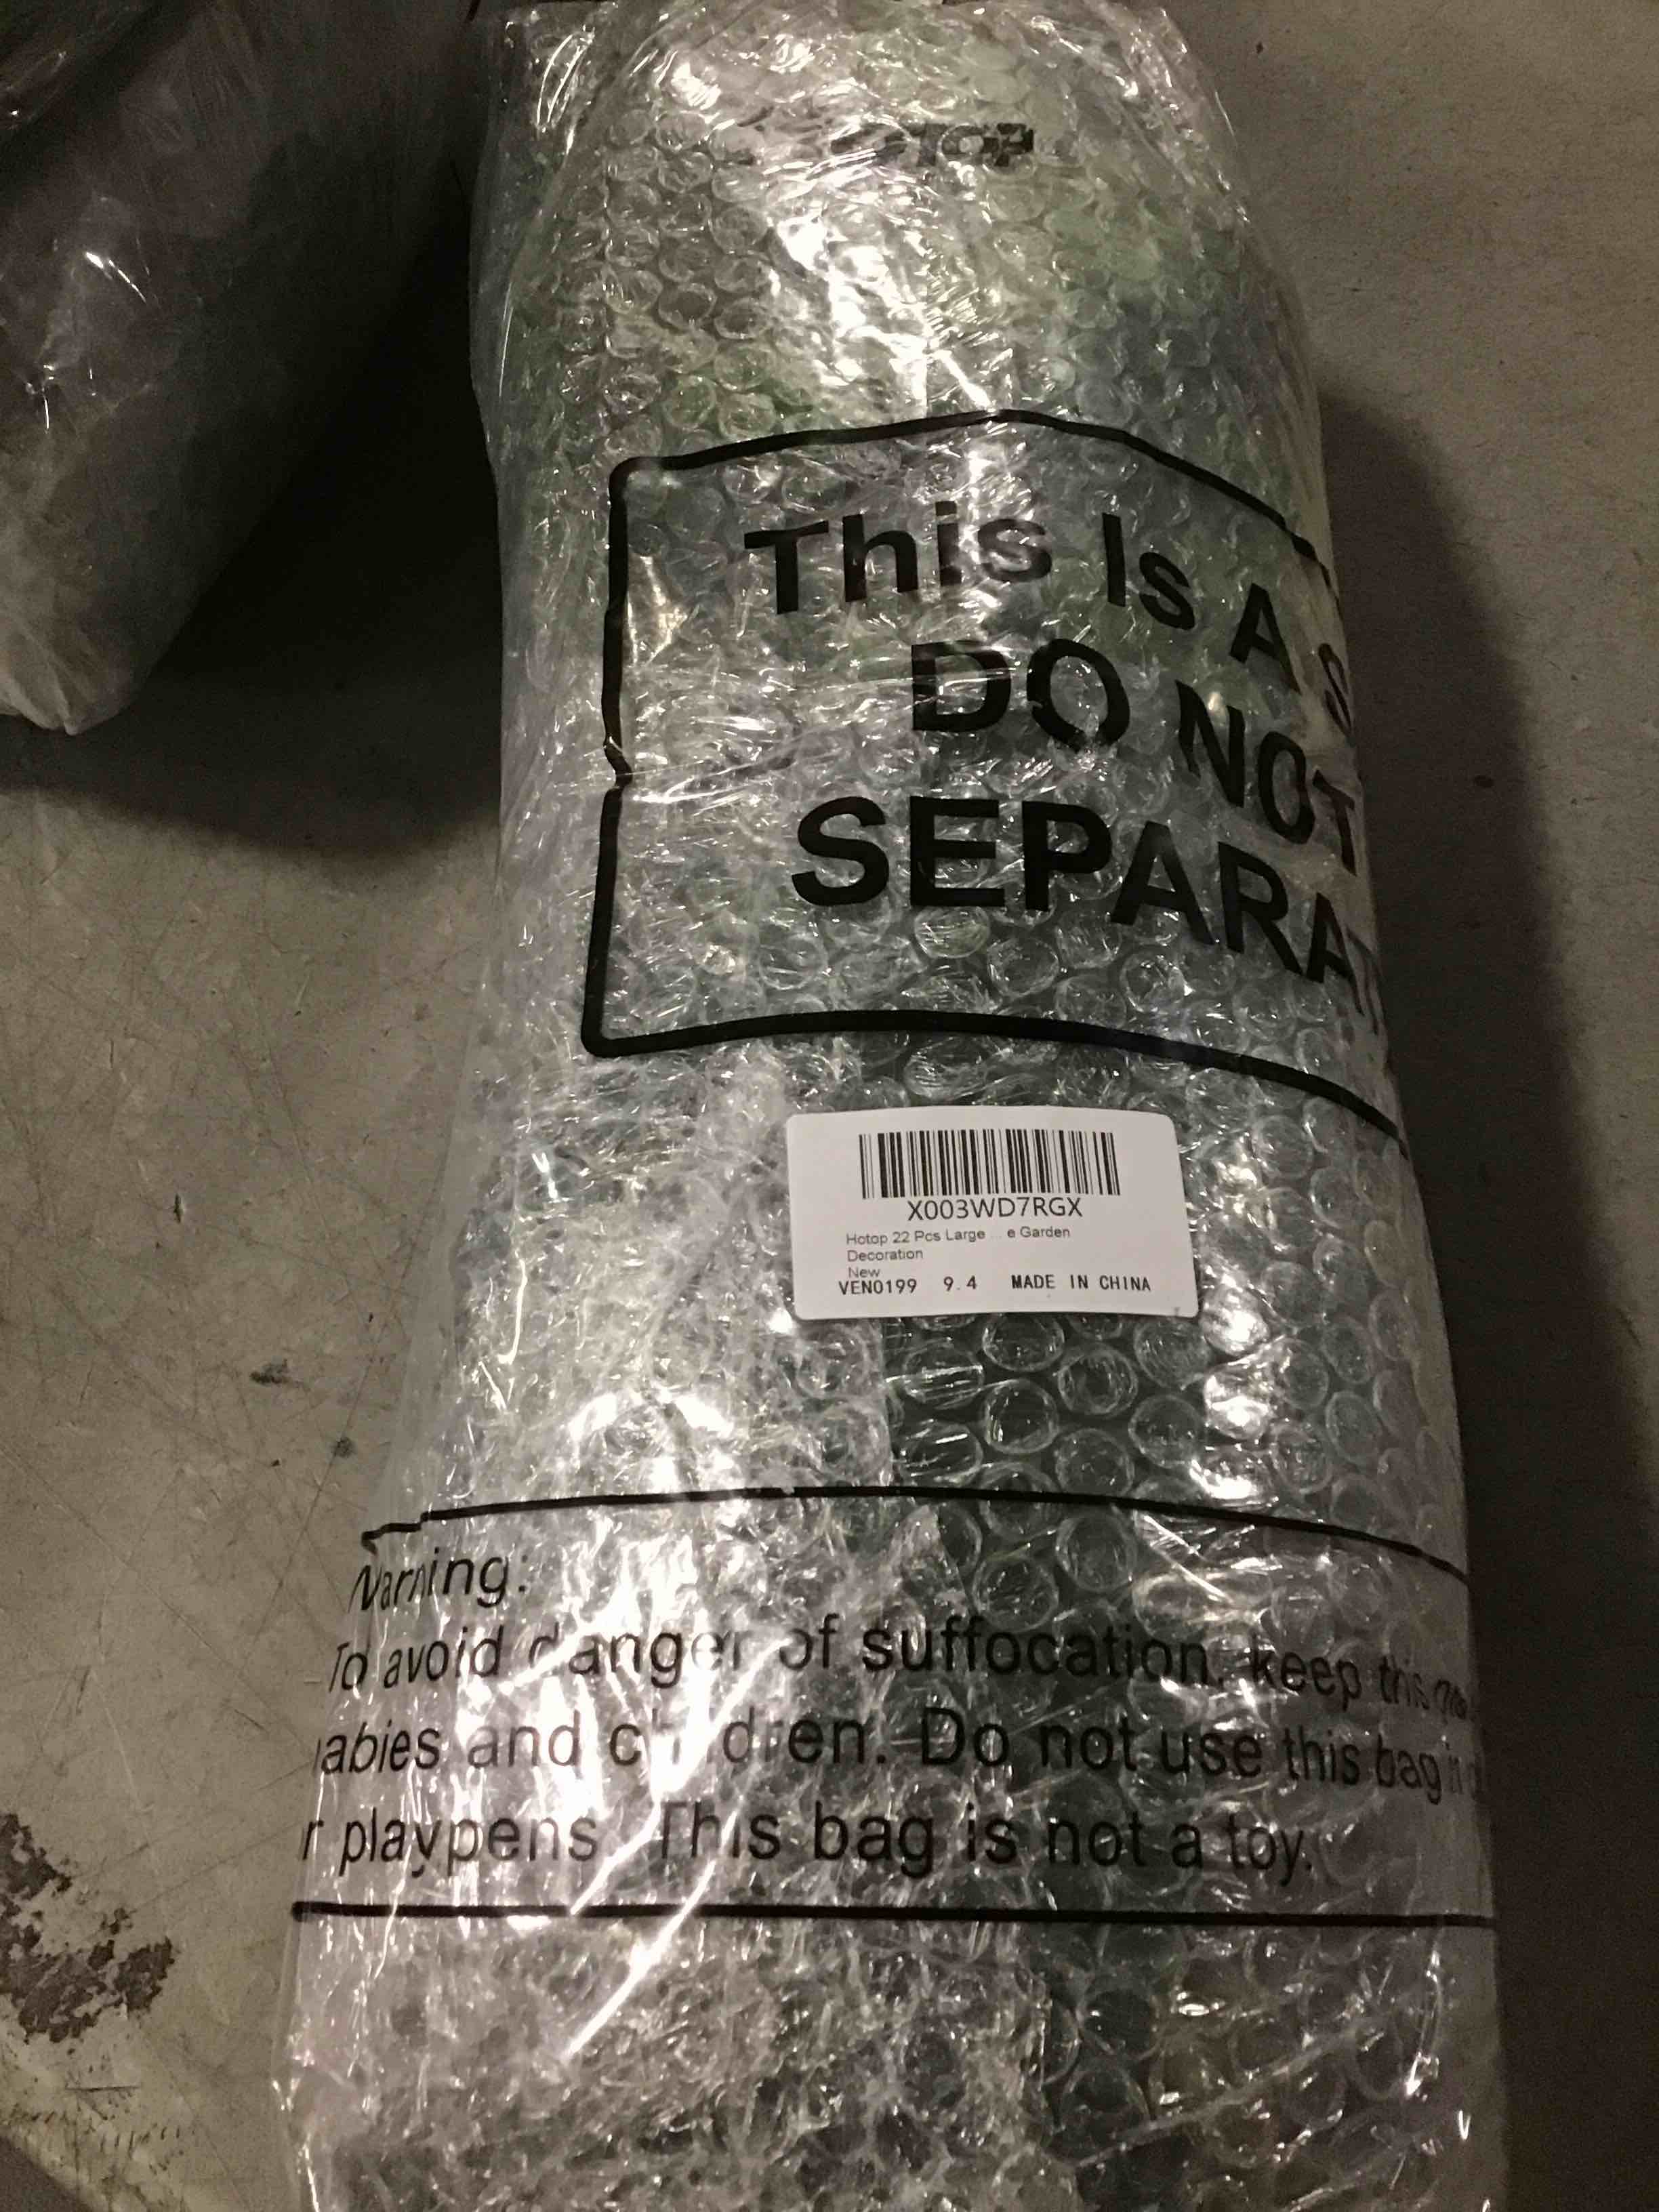 TOP
This Is A S
DO NOT
SEPARAT
X003WD7RGX
Hotop 22 Pcs Large ... e Garden
Decoration
New
VEN0199 9.4 MADE IN CHINA
Warning:
To avoid danger of suffocation, keep this
abies and children. Do not use this bag in
r playpens. This bag is not a toy.